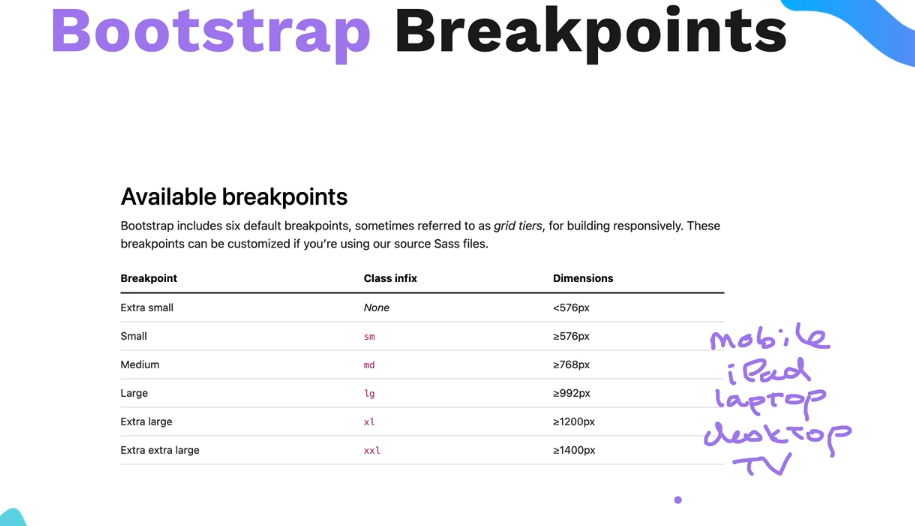 Bootstrap Breakpoints
Available breakpoints
Bootstrap includes six default breakpoints, sometimes referred to as grid tiers, for building responsively. These
breakpoints can be customized if you're using our source Sass files.
Breakpoint Class infix Dimensions
Extra small None <576px
Small sm ≥576px mobile
Medium md ≥768px iPad
Large lg ≥992px laptop
Extra large xl ≥1200px desktop
Extra extra large xxl ≥1400px TV